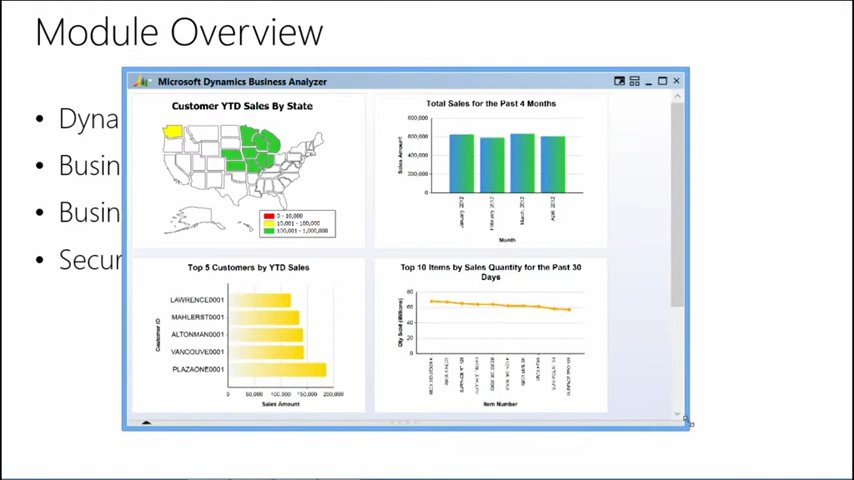 Module Overview
Microsoft Dynamics Business Analyzer
• Dyna
• Busin
• Busin
• Secur
Customer YTD Sales By State
0 - 10,000
10,001 - 100,000
100,001 - 1,000,000
Total Sales for the Past 4 Months
Sales Amount
800,000
600,000
400,000
200,000
0
January 2012
February 2012
March 2012
April 2012
Month
Top 5 Customers by YTD Sales
Customer ID
LAWRENCE0001
MAHLERST0001
ALTONMAN0001
VANCOUVE0001
PLAZAONE0001
0 50,000 100,000 150,000 200,000
Sales Amount
Top 10 Items by Sales Quantity for the Past 30
Days
Qty Sold (Millions)
80
60
40
20
0
Item Number